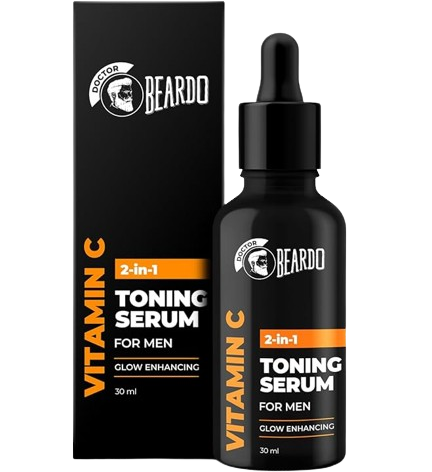 DOCTOR
BEARDO
VITAMIN C
2-in-1
TONING
SERUM
FOR MEN
GLOW ENHANCING
30 ml
DOCTOR
BEARDO
VITAMIN C
2-in-1
TONING
SERUM
FOR MEN
GLOW ENHANCING
30 ml